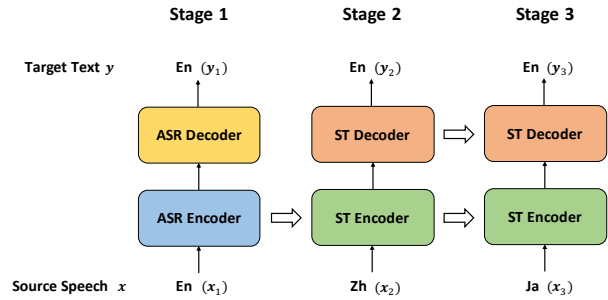 Stage 1 Stage 2 Stage 3
Target Text y En (y₁) En (y₂) En (y₃)
ASR Decoder ST Decoder ST Decoder
ASR Encoder ST Encoder ST Encoder
Source Speech x En (x₁) Zh (x₂) Ja (x₃)